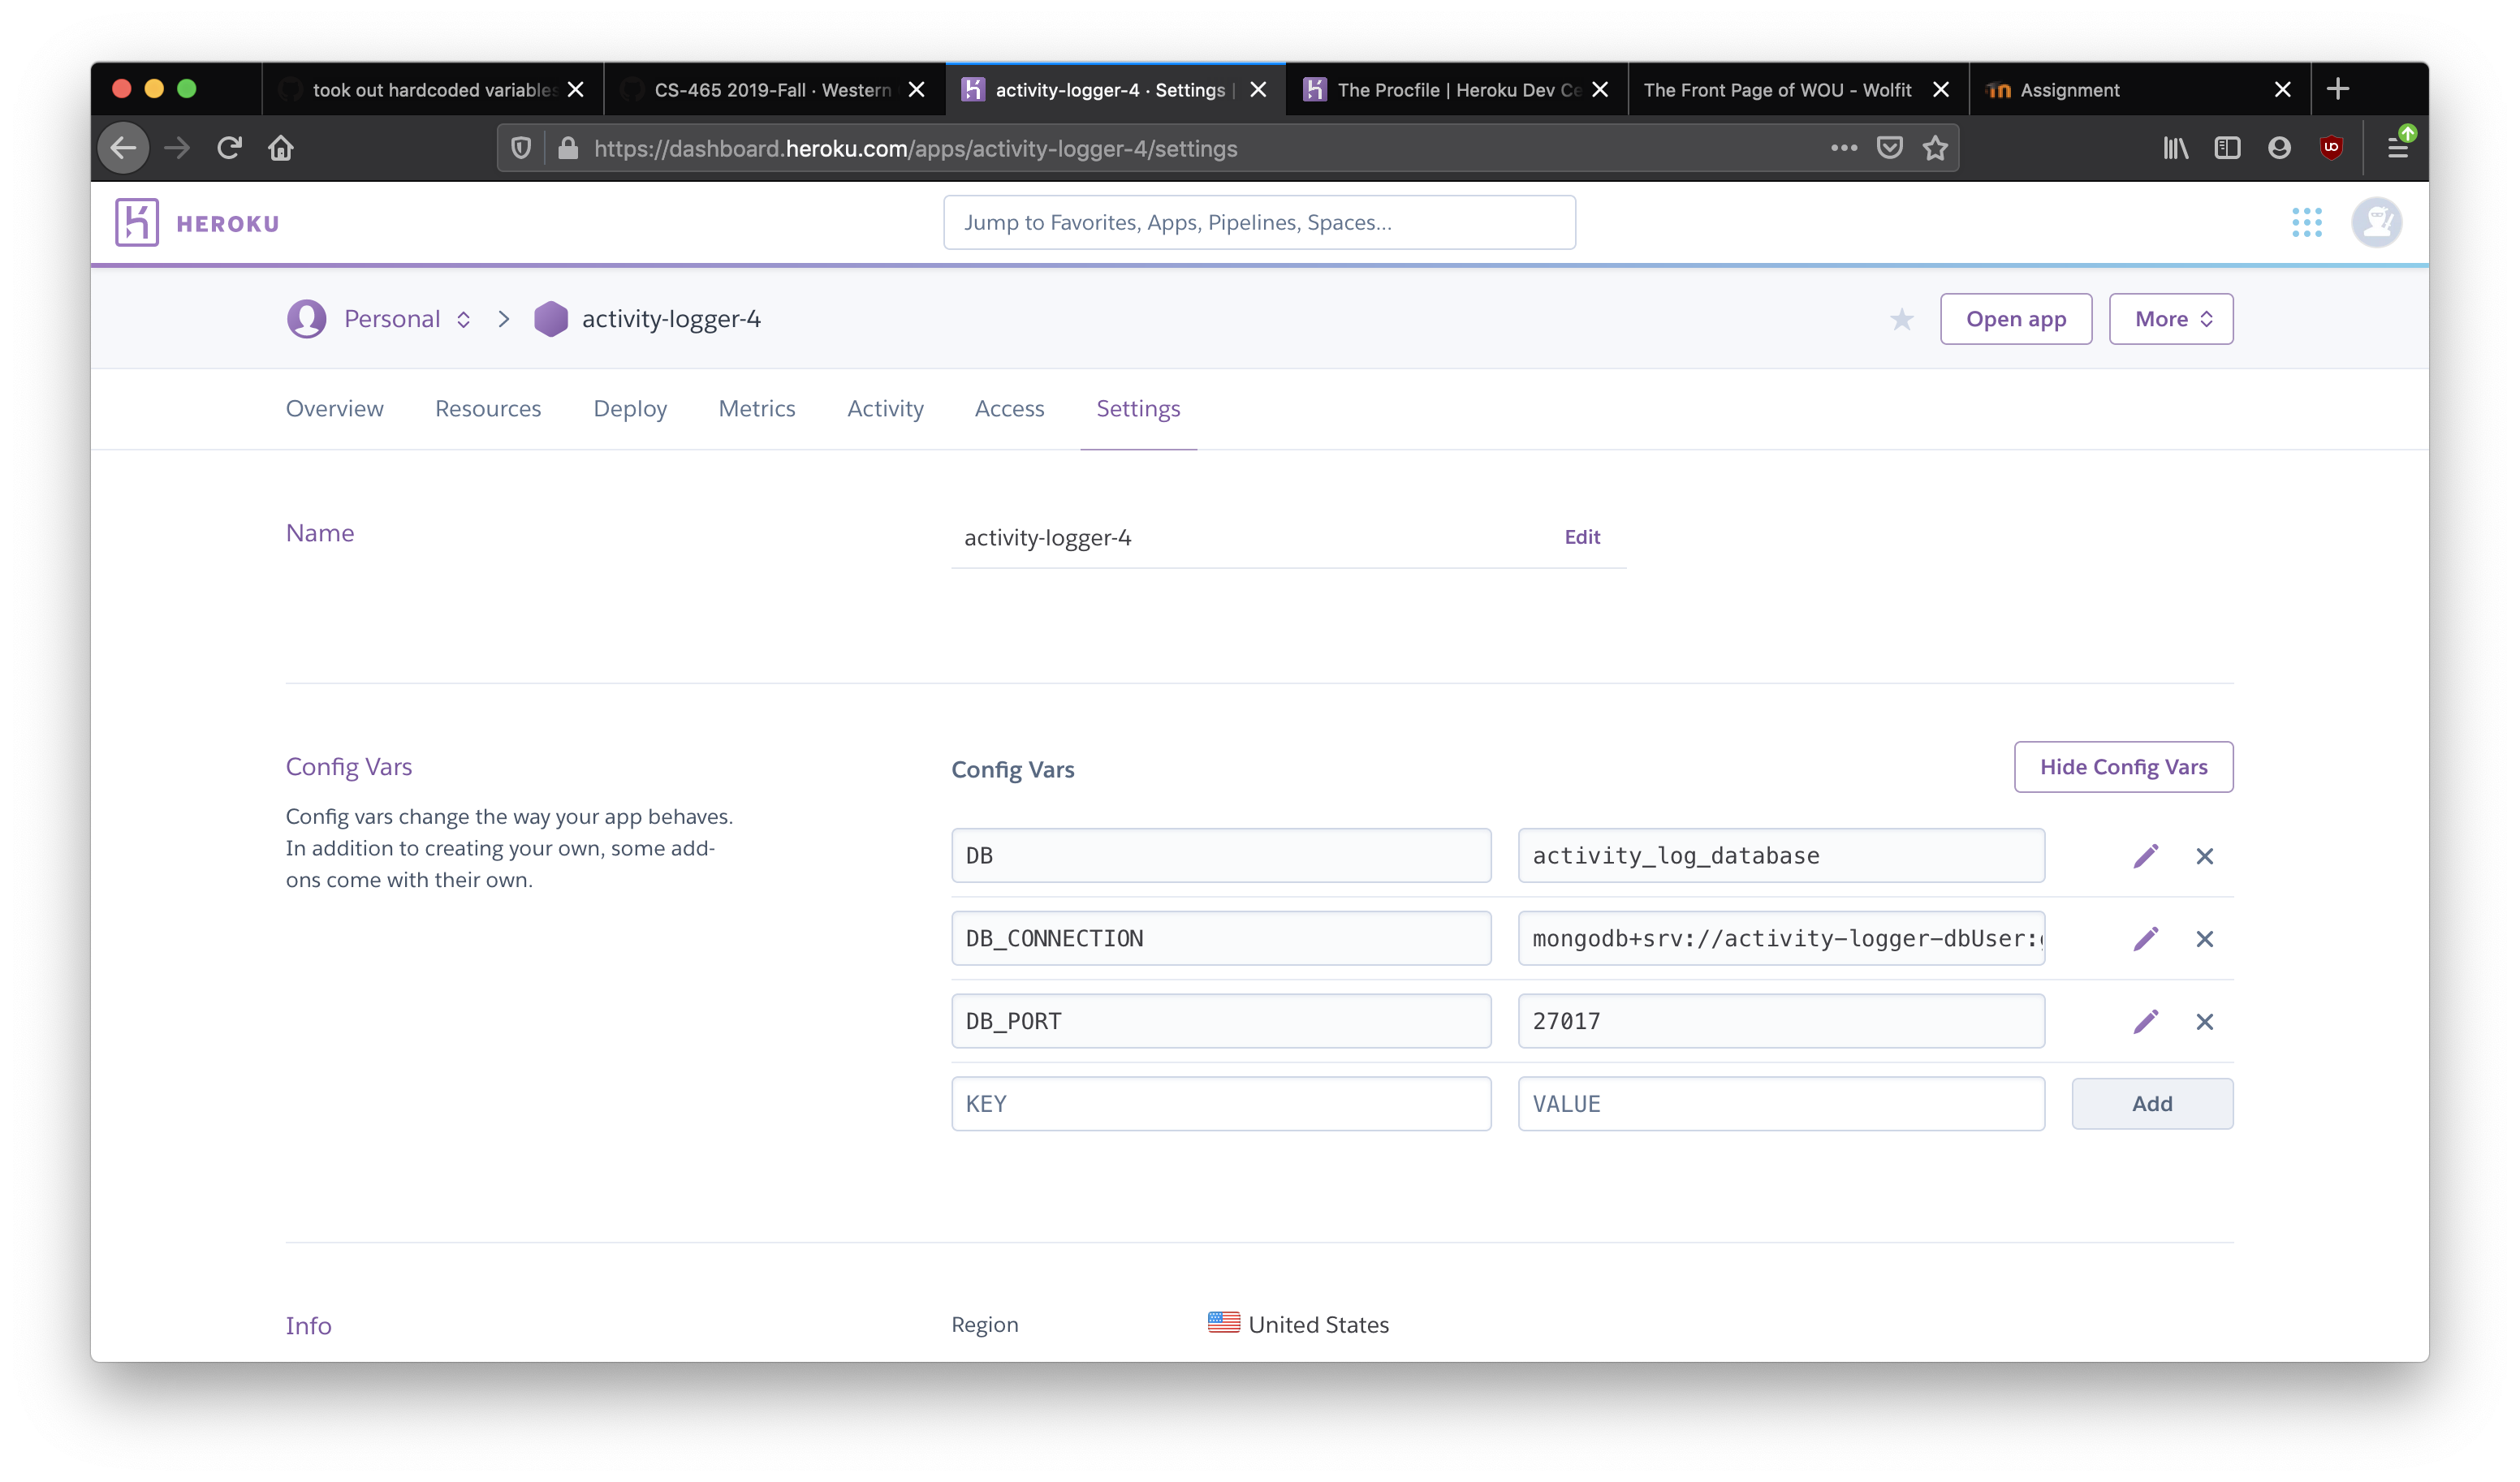 took out hardcoded variables
CS-465 2019-Fall · Western
activity-logger-4 · Settings |
The Procfile | Heroku Dev Ce
The Front Page of WOU - Wolfit
Assignment
https://dashboard.heroku.com/apps/activity-logger-4/settings
HEROKU
Jump to Favorites, Apps, Pipelines, Spaces...
Personal
activity-logger-4
Open app
More
Overview
Resources
Deploy
Metrics
Activity
Access
Settings
Name
activity-logger-4
Edit
Config Vars
Config vars change the way your app behaves.
In addition to creating your own, some add-
ons come with their own.
Config Vars
Hide Config Vars
DB
activity_log_database
DB_CONNECTION
mongodb+srv://activity-logger-dbUser:
DB_PORT
27017
KEY
VALUE
Add
Info
Region
United States